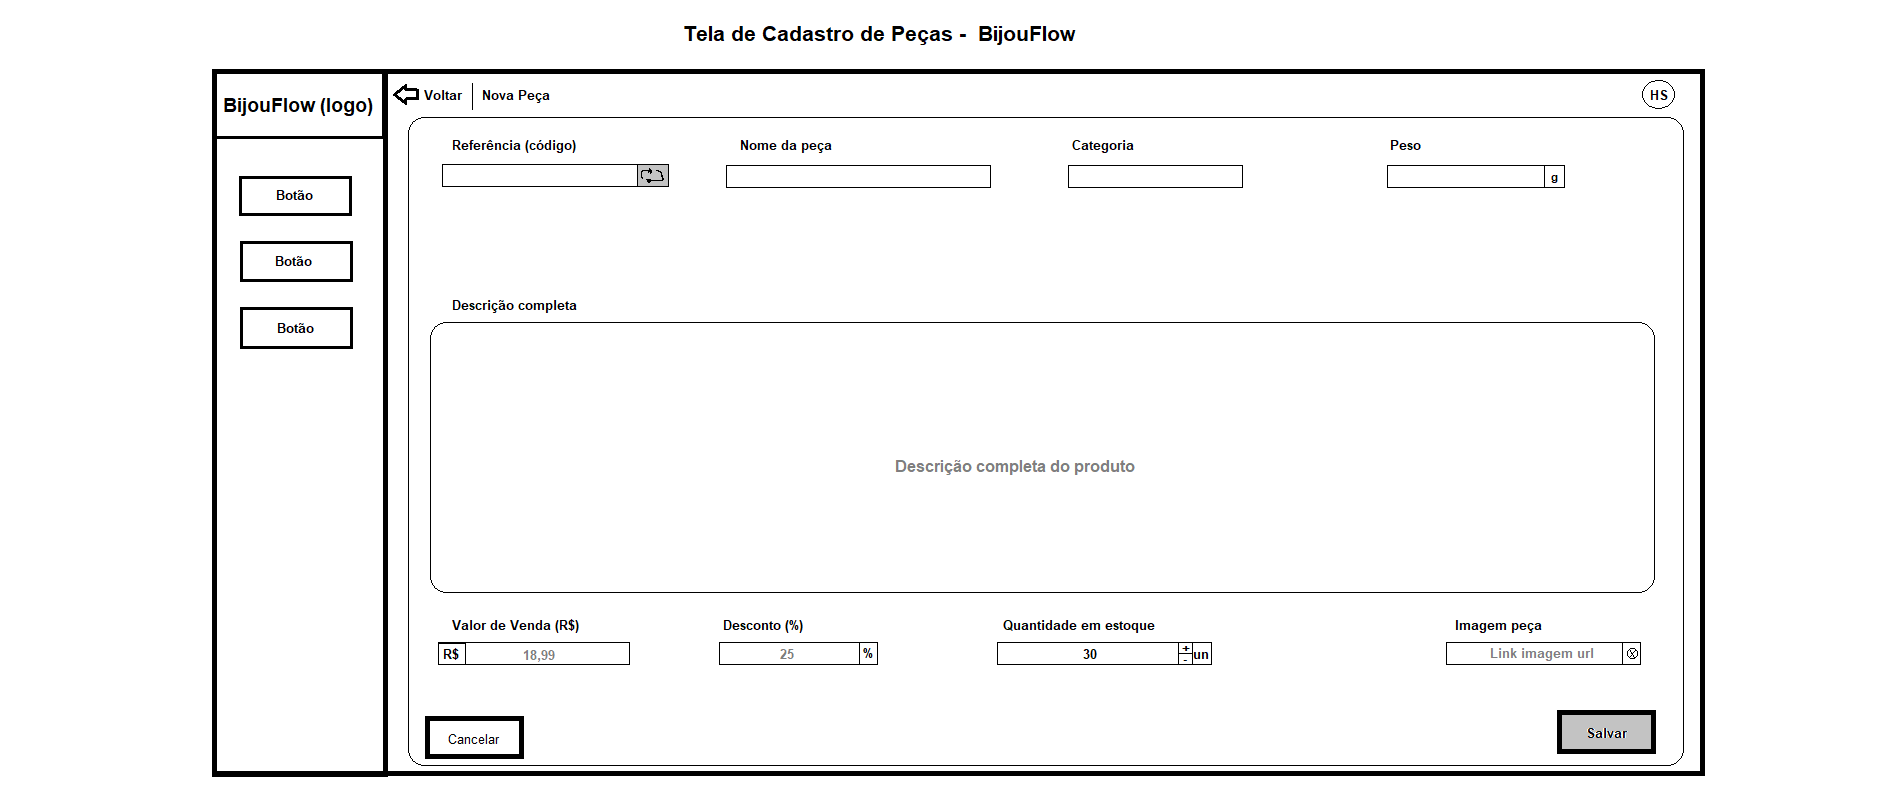 Tela de Cadastro de Peças - BijouFlow
BijouFlow (logo)
Voltar
Nova Peça
HS
Botão
Botão
Botão
Referência (código)
Nome da peça
Categoria
Peso
g
Descrição completa
Descrição completa do produto
Valor de Venda (R$)
Desconto (%)
Quantidade em estoque
Imagem peça
R$
18,99
25
%
30
+
-
un
Link imagem url
X
Cancelar
Salvar